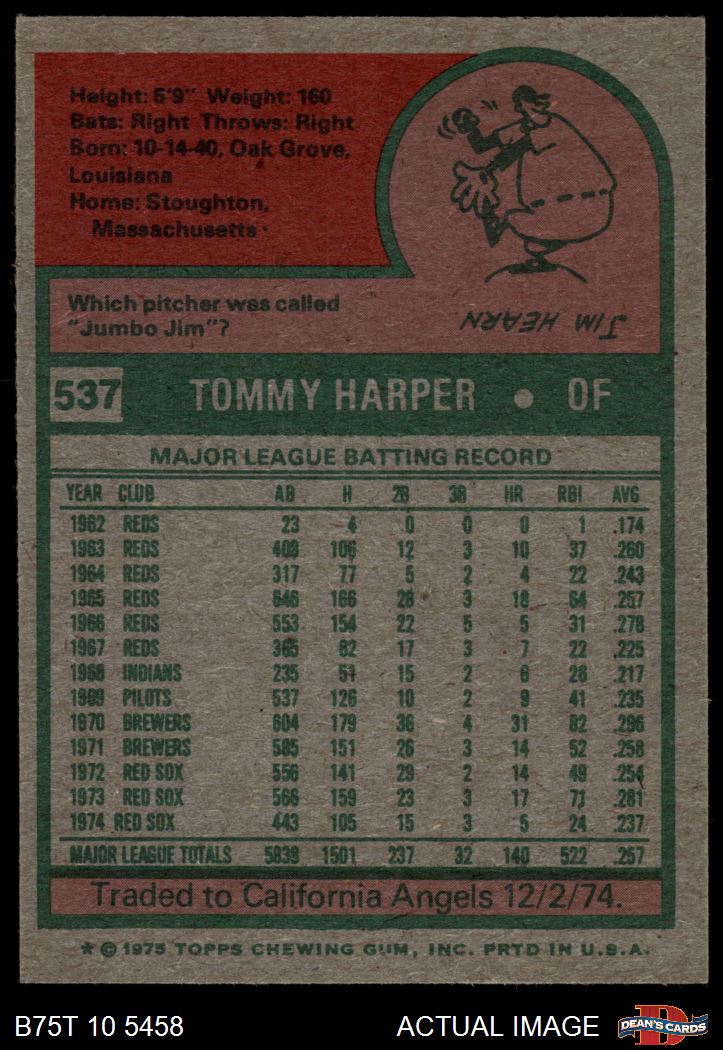 Height: 5'9" Weight: 160
Bats: Right Throws: Right
Born: 10-14-40, Oak Grove,
Louisiana
Home: Stoughton,
Massachusetts
Which pitcher was called
"Jumbo Jim"?
JIM HEARN
537 TOMMY HARPER • OF
MAJOR LEAGUE BATTING RECORD
YEAR CLUB AB H 2B 3B HR RBI AVG
1962 REDS 23 4 0 0 0 1 .174
1963 REDS 408 106 12 3 10 37 .260
1964 REDS 317 77 5 2 4 22 .243
1965 REDS 646 166 28 3 18 64 .257
1966 REDS 553 154 22 5 5 31 .278
1967 REDS 365 82 17 3 7 22 .225
1968 INDIANS 235 51 15 2 6 26 .217
1969 PILOTS 537 126 10 2 9 41 .235
1970 BREWERS 604 179 36 4 31 82 .296
1971 BREWERS 585 151 26 3 14 52 .258
1972 RED SOX 556 141 29 2 14 49 .254
1973 RED SOX 566 159 23 3 17 71 .281
1974 RED SOX 443 105 15 3 5 24 .237
MAJOR LEAGUE TOTALS 5839 1501 237 32 140 522 .257
Traded to California Angels 12/2/74.
* © 1975 TOPPS CHEWING GUM, INC. PRTD IN U.S.A.
B75T 10 5458 ACTUAL IMAGE
DEAN'S CARDS